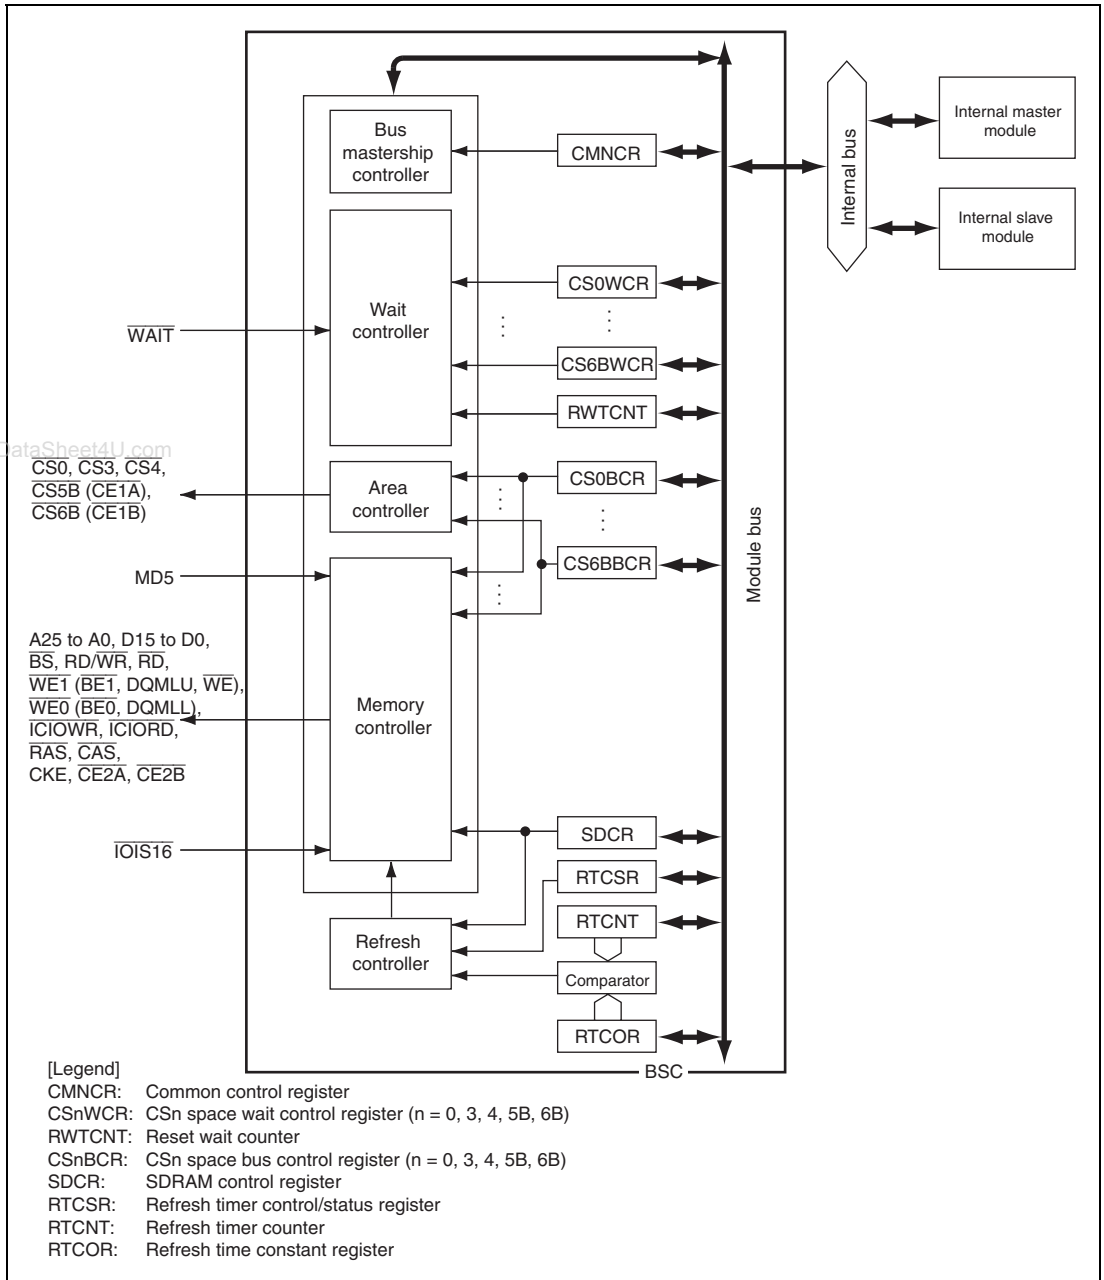 Bus
mastership
controller
CMNCR
Internal bus
Internal master
module
Internal slave
module
Wait
controller
CS0WCR
WAIT
CS6BWCR
RWTCNT
DataSheet4U.com
CS0, CS3, CS4,
CS5B (CE1A),
CS6B (CE1B)
Area
controller
CS0BCR
CS6BBCR
Module bus
MD5
A25 to A0, D15 to D0,
BS, RD/WR, RD,
WE1 (BE1, DQMLU, WE),
WE0 (BE0, DQMLL),
ICIOWR, ICIORD,
RAS, CAS,
CKE, CE2A, CE2B
Memory
controller
IOIS16
SDCR
RTCSR
RTCNT
Refresh
controller
Comparator
RTCOR
BSC
[Legend]
CMNCR: Common control register
CSnWCR: CSn space wait control register (n = 0, 3, 4, 5B, 6B)
RWTCNT: Reset wait counter
CSnBCR: CSn space bus control register (n = 0, 3, 4, 5B, 6B)
SDCR: SDRAM control register
RTCSR: Refresh timer control/status register
RTCNT: Refresh timer counter
RTCOR: Refresh time constant register